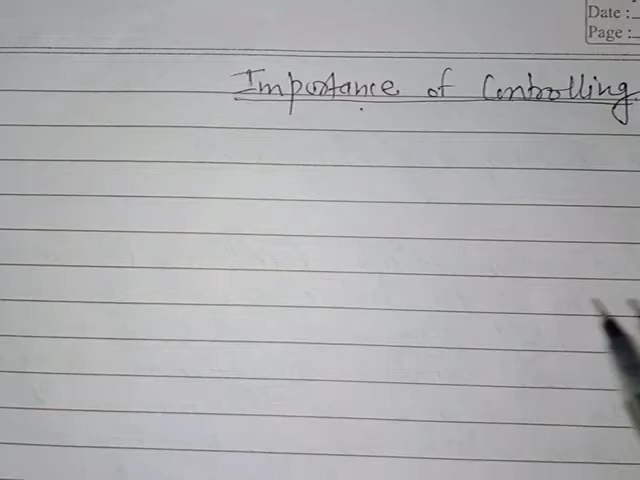 Date :
Page :
Importance of Controlling